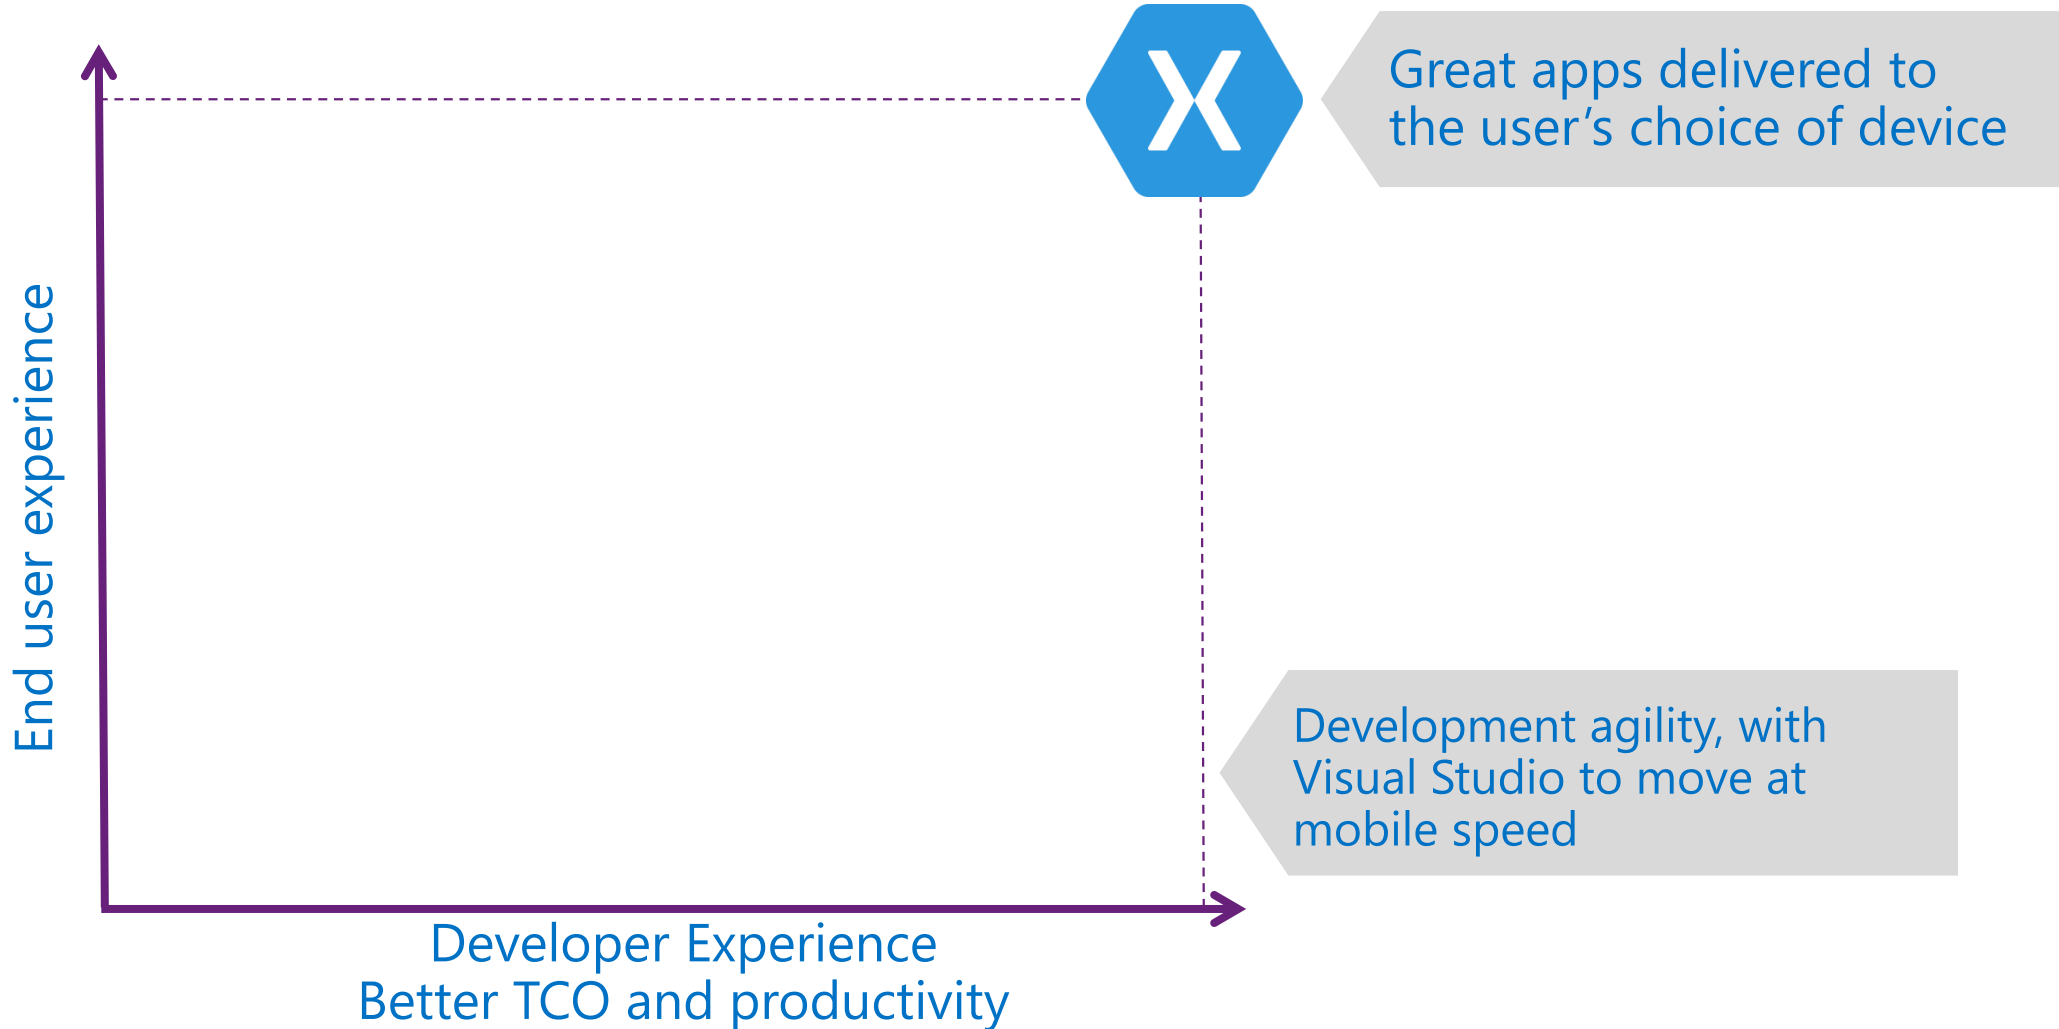 Great apps delivered to
the user’s choice of device
End user experience
Development agility, with
Visual Studio to move at
mobile speed
Developer Experience
Better TCO and productivity